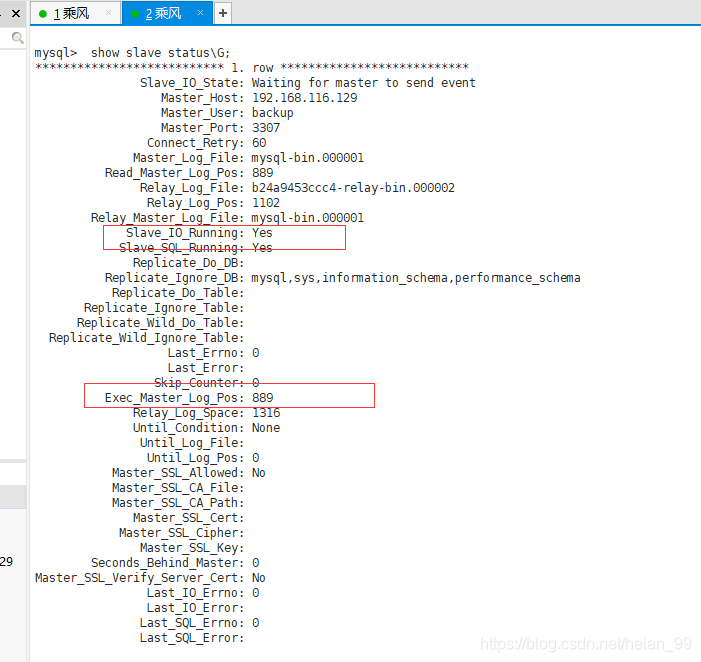 1 乘风 ×
2 乘风 ×
+
mysql>  show slave status\G;
*************************** 1. row ***************************
Slave_IO_State: Waiting for master to send event
Master_Host: 192.168.116.129
Master_User: backup
Master_Port: 3307
Connect_Retry: 60
Master_Log_File: mysql-bin.000001
Read_Master_Log_Pos: 889
Relay_Log_File: b24a9453ccc4-relay-bin.000002
Relay_Log_Pos: 1102
Relay_Master_Log_File: mysql-bin.000001
Slave_IO_Running: Yes
Slave_SQL_Running: Yes
Replicate_Do_DB:
Replicate_Ignore_DB: mysql,sys,information_schema,performance_schema
Replicate_Do_Table:
Replicate_Ignore_Table:
Replicate_Wild_Do_Table:
Replicate_Wild_Ignore_Table:
Last_Errno: 0
Last_Error:
Skip_Counter: 0
Exec_Master_Log_Pos: 889
Relay_Log_Space: 1316
Until_Condition: None
Until_Log_File:
Until_Log_Pos: 0
Master_SSL_Allowed: No
Master_SSL_CA_File:
Master_SSL_CA_Path:
Master_SSL_Cert:
Master_SSL_Cipher:
Master_SSL_Key:
29
Seconds_Behind_Master: 0
Master_SSL_Verify_Server_Cert: No
Last_IO_Errno: 0
Last_IO_Error:
Last_SQL_Errno: 0
Last_SQL_Error:
https://blog.csdn.net/heian_99